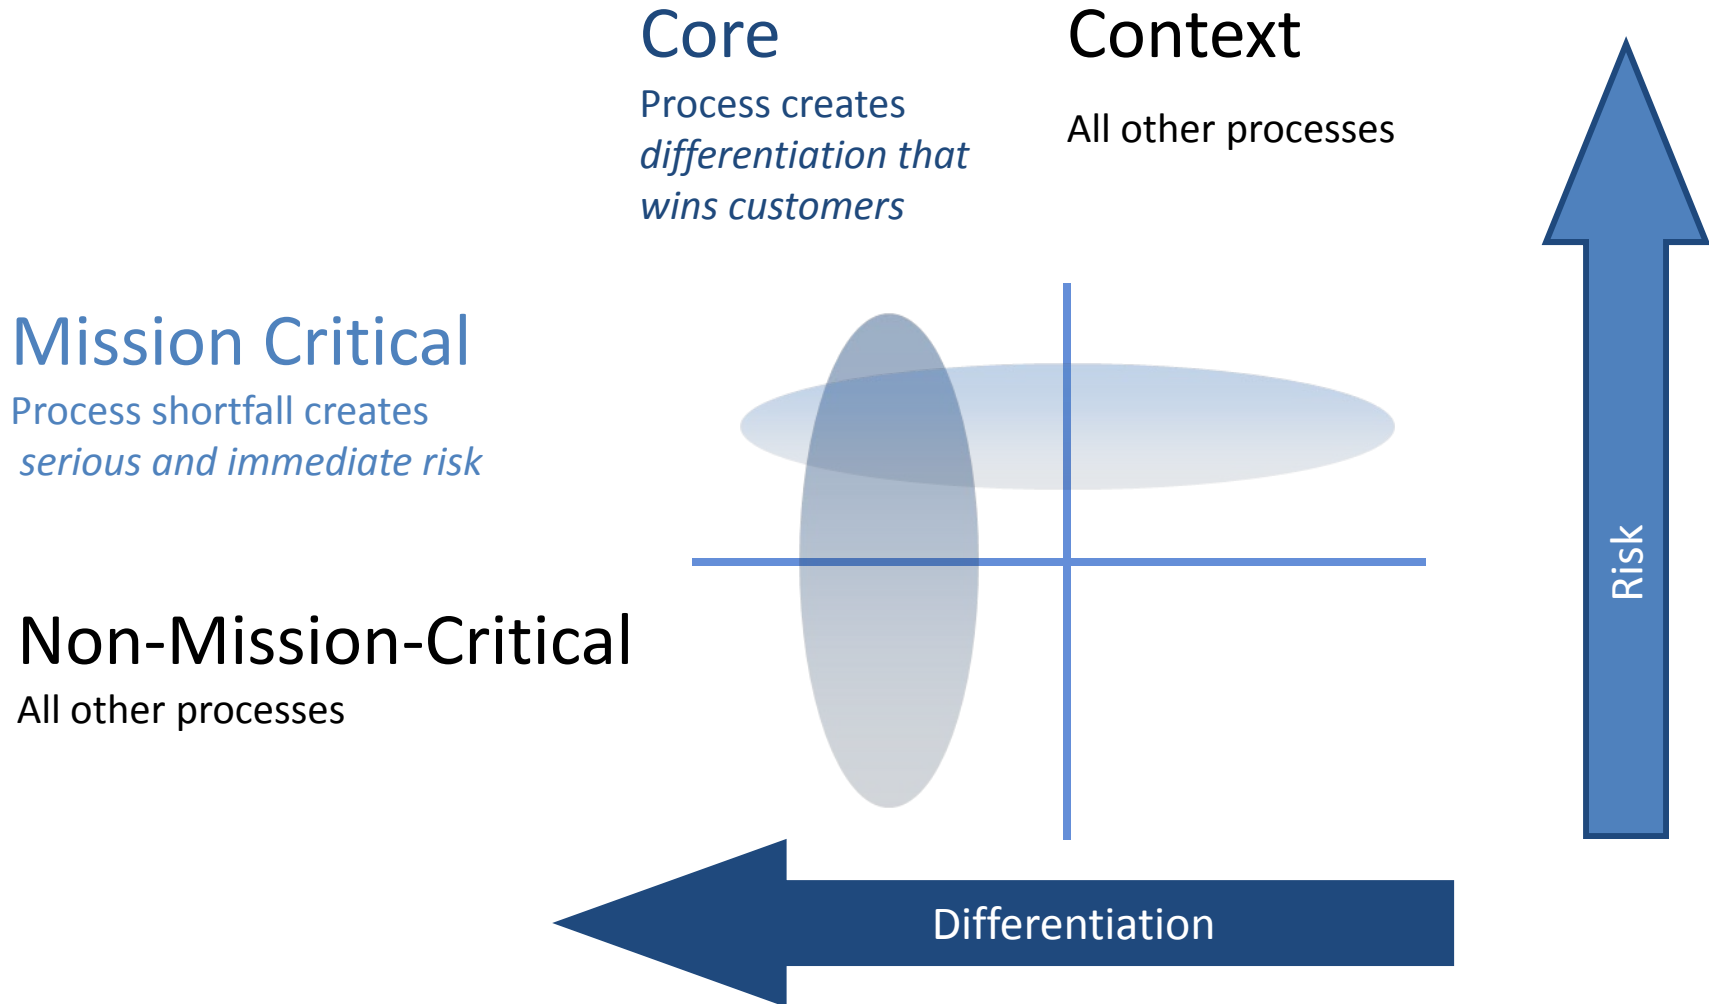 Core
Process creates
differentiation that
wins customers
Context
All other processes
Mission Critical
Process shortfall creates
serious and immediate risk
Non-Mission-Critical
All other processes
Risk
Differentiation